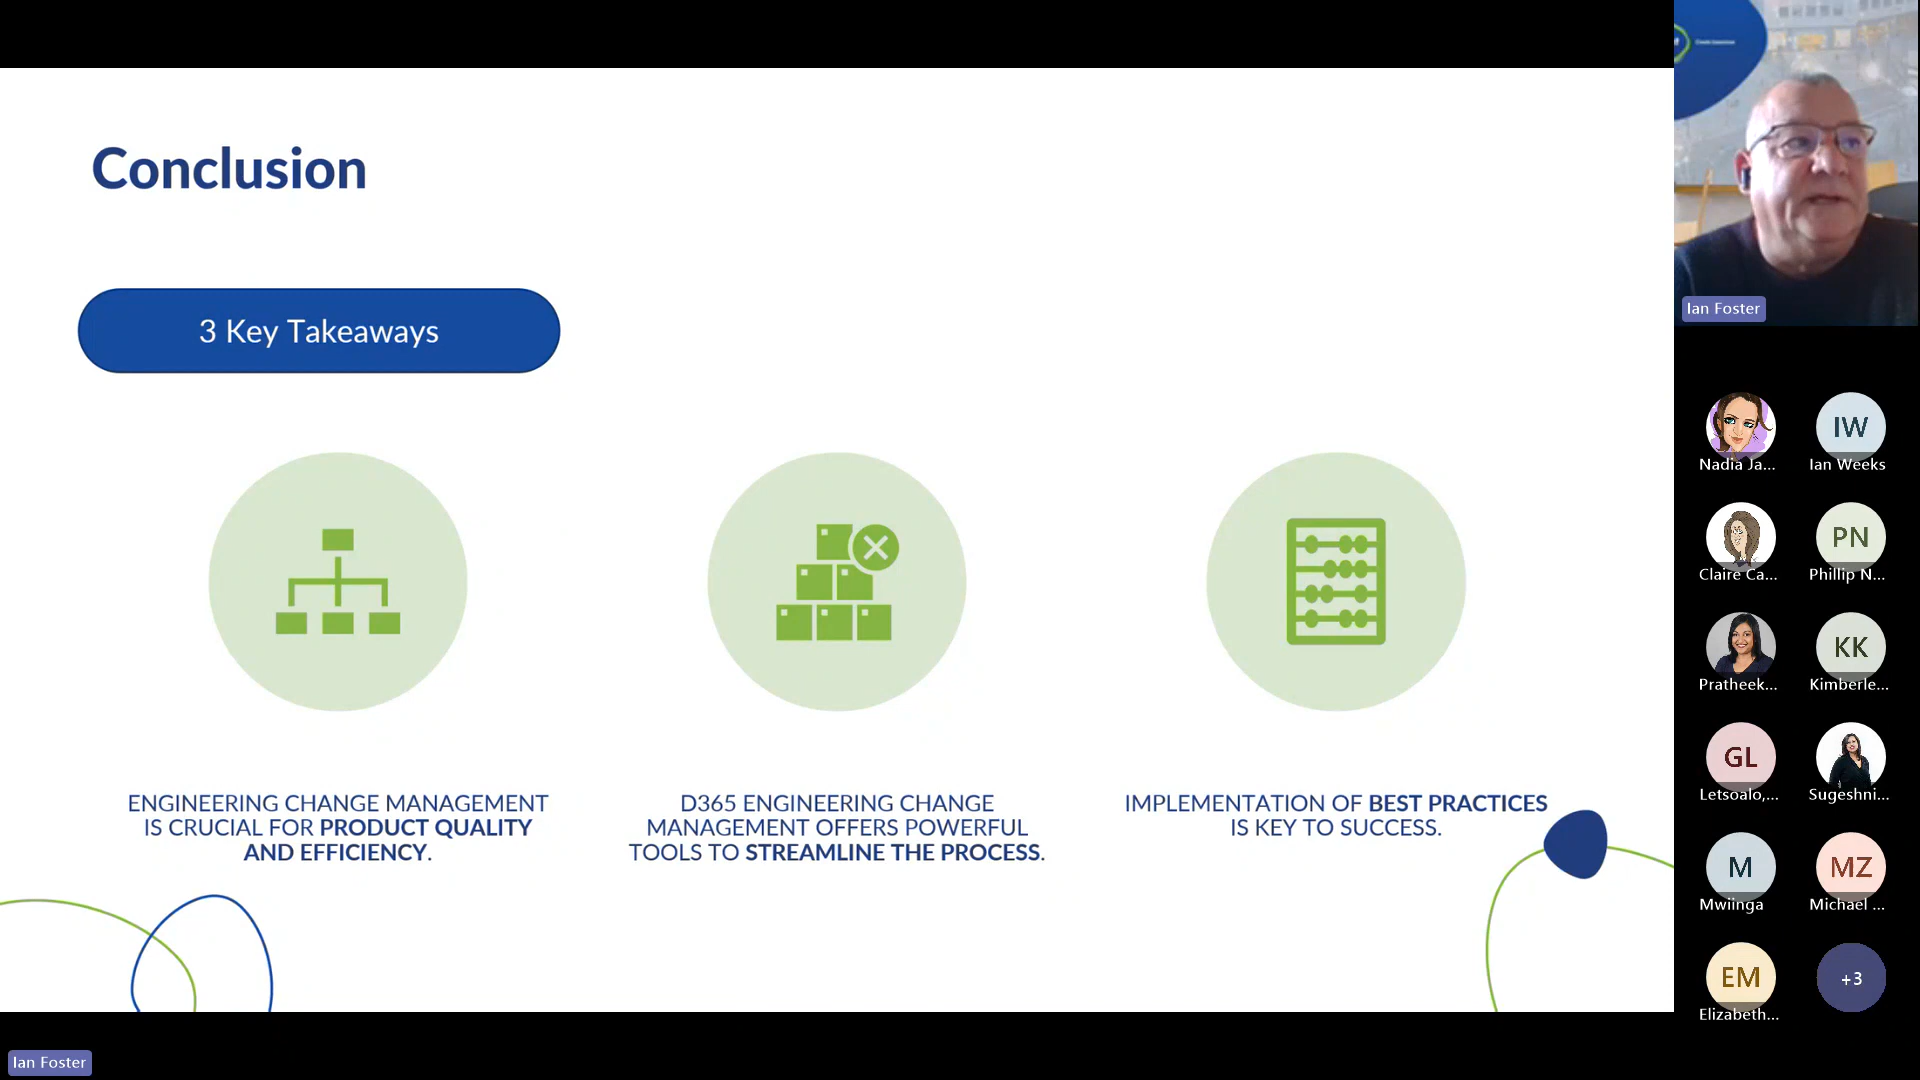 Conclusion
3 Key Takeaways
ENGINEERING CHANGE MANAGEMENT
IS CRUCIAL FOR PRODUCT QUALITY
AND EFFICIENCY.
D365 ENGINEERING CHANGE
MANAGEMENT OFFERS POWERFUL
TOOLS TO STREAMLINE THE PROCESS.
IMPLEMENTATION OF BEST PRACTICES
IS KEY TO SUCCESS.
Ian Foster
Ian Foster
Nadia Ja...
IW
Ian Weeks
Claire Ca...
PN
Phillip N...
Pratheek...
KK
Kimberle...
GL
Letsoalo,...
Sugeshni...
M
Mwiinga
MZ
Michael ...
EM
Elizabeth...
+3